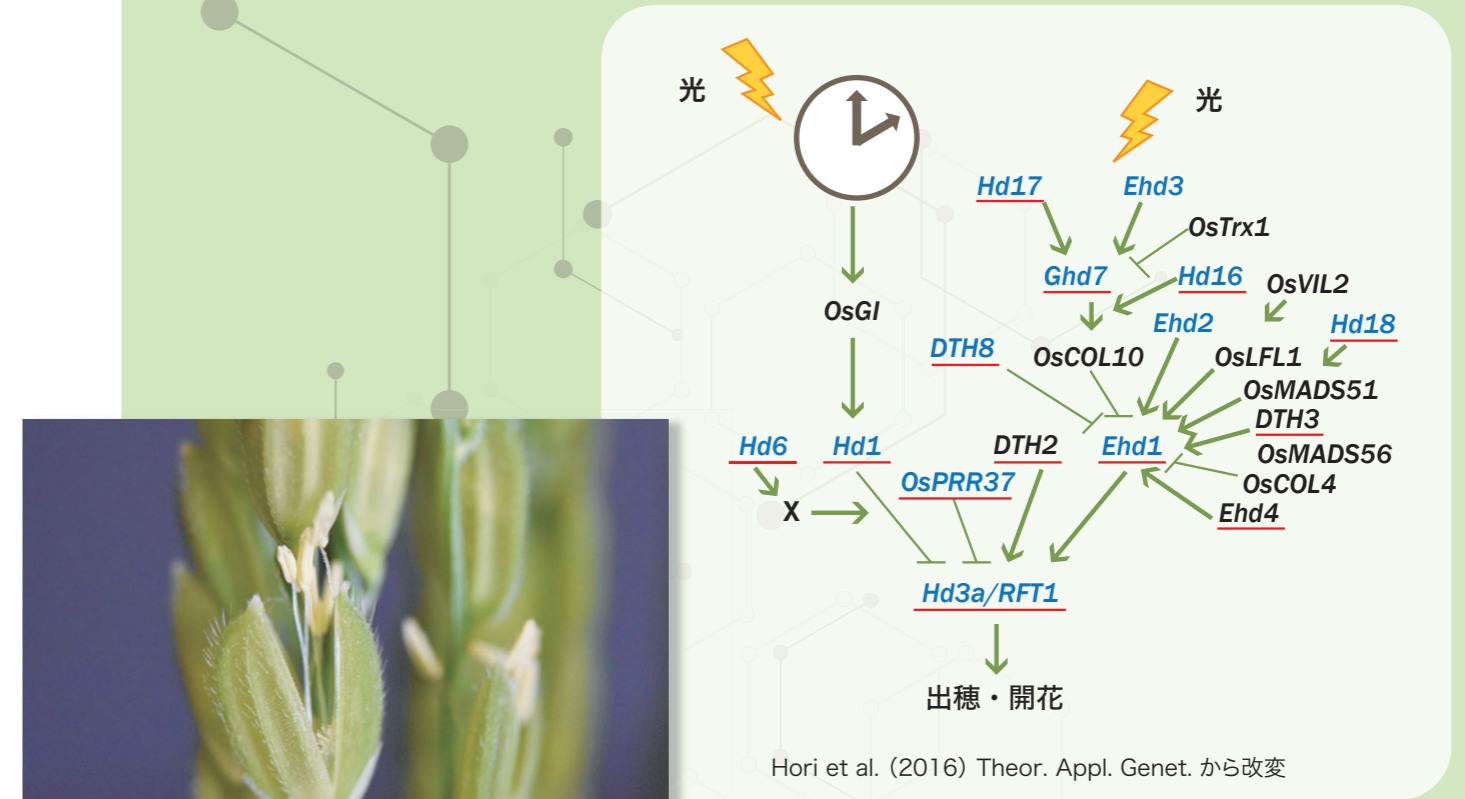 光
光
Hd17
Ehd3
OsTrx1
Ghd7
Hd16
OsVIL2
OsGI
Ehd2
Hd18
DTH8
OsCOL10
OsLFL1
OsMADS51
DTH3
Hd6
Hd1
DTH2
Ehd1
OsMADS56
OsPRR37
OsCOL4
X
Ehd4
Hd3a/RFT1
出穂・開花
Hori et al. (2016) Theor. Appl. Genet. から改変